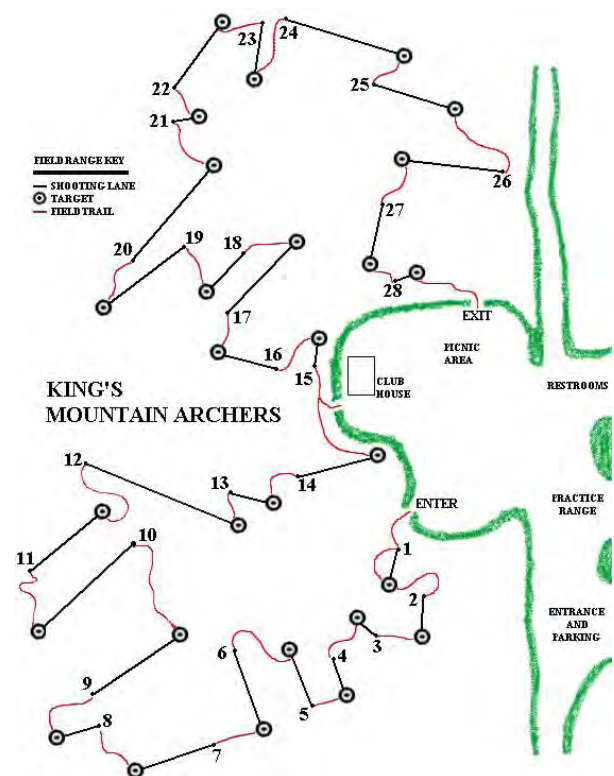 24
23
25
22
21
FIELD RANGE KEY
SHOOTING LANE
TARGET
FIELD TRAIL
26
27
20
19
18
28
17
EXIT
PICNIC
AREA
16
15
CLUB
HOUSE
RESTROOMS
KING'S
MOUNTAIN ARCHERS
12
13
14
ENTER
PRACTICE
RANGE
10
11
1
2
ENTRANCE
AND
PARKING
3
4
6
5
9
8
7